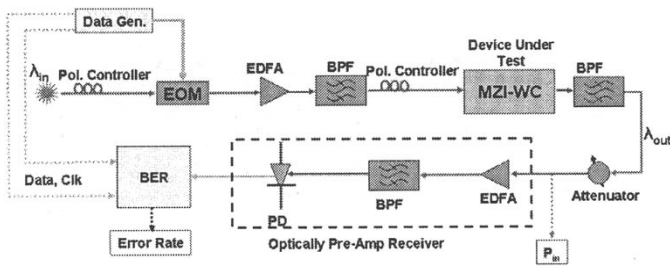 Data Gen.
λin
Pol. Controller
EOM
EDFA
BPF
Pol. Controller
Device Under
Test
MZI-WC
BPF
λout
Data, Clk
BER
PD
BPF
EDFA
Attenuator
Error Rate
Optically Pre-Amp Receiver
Pin